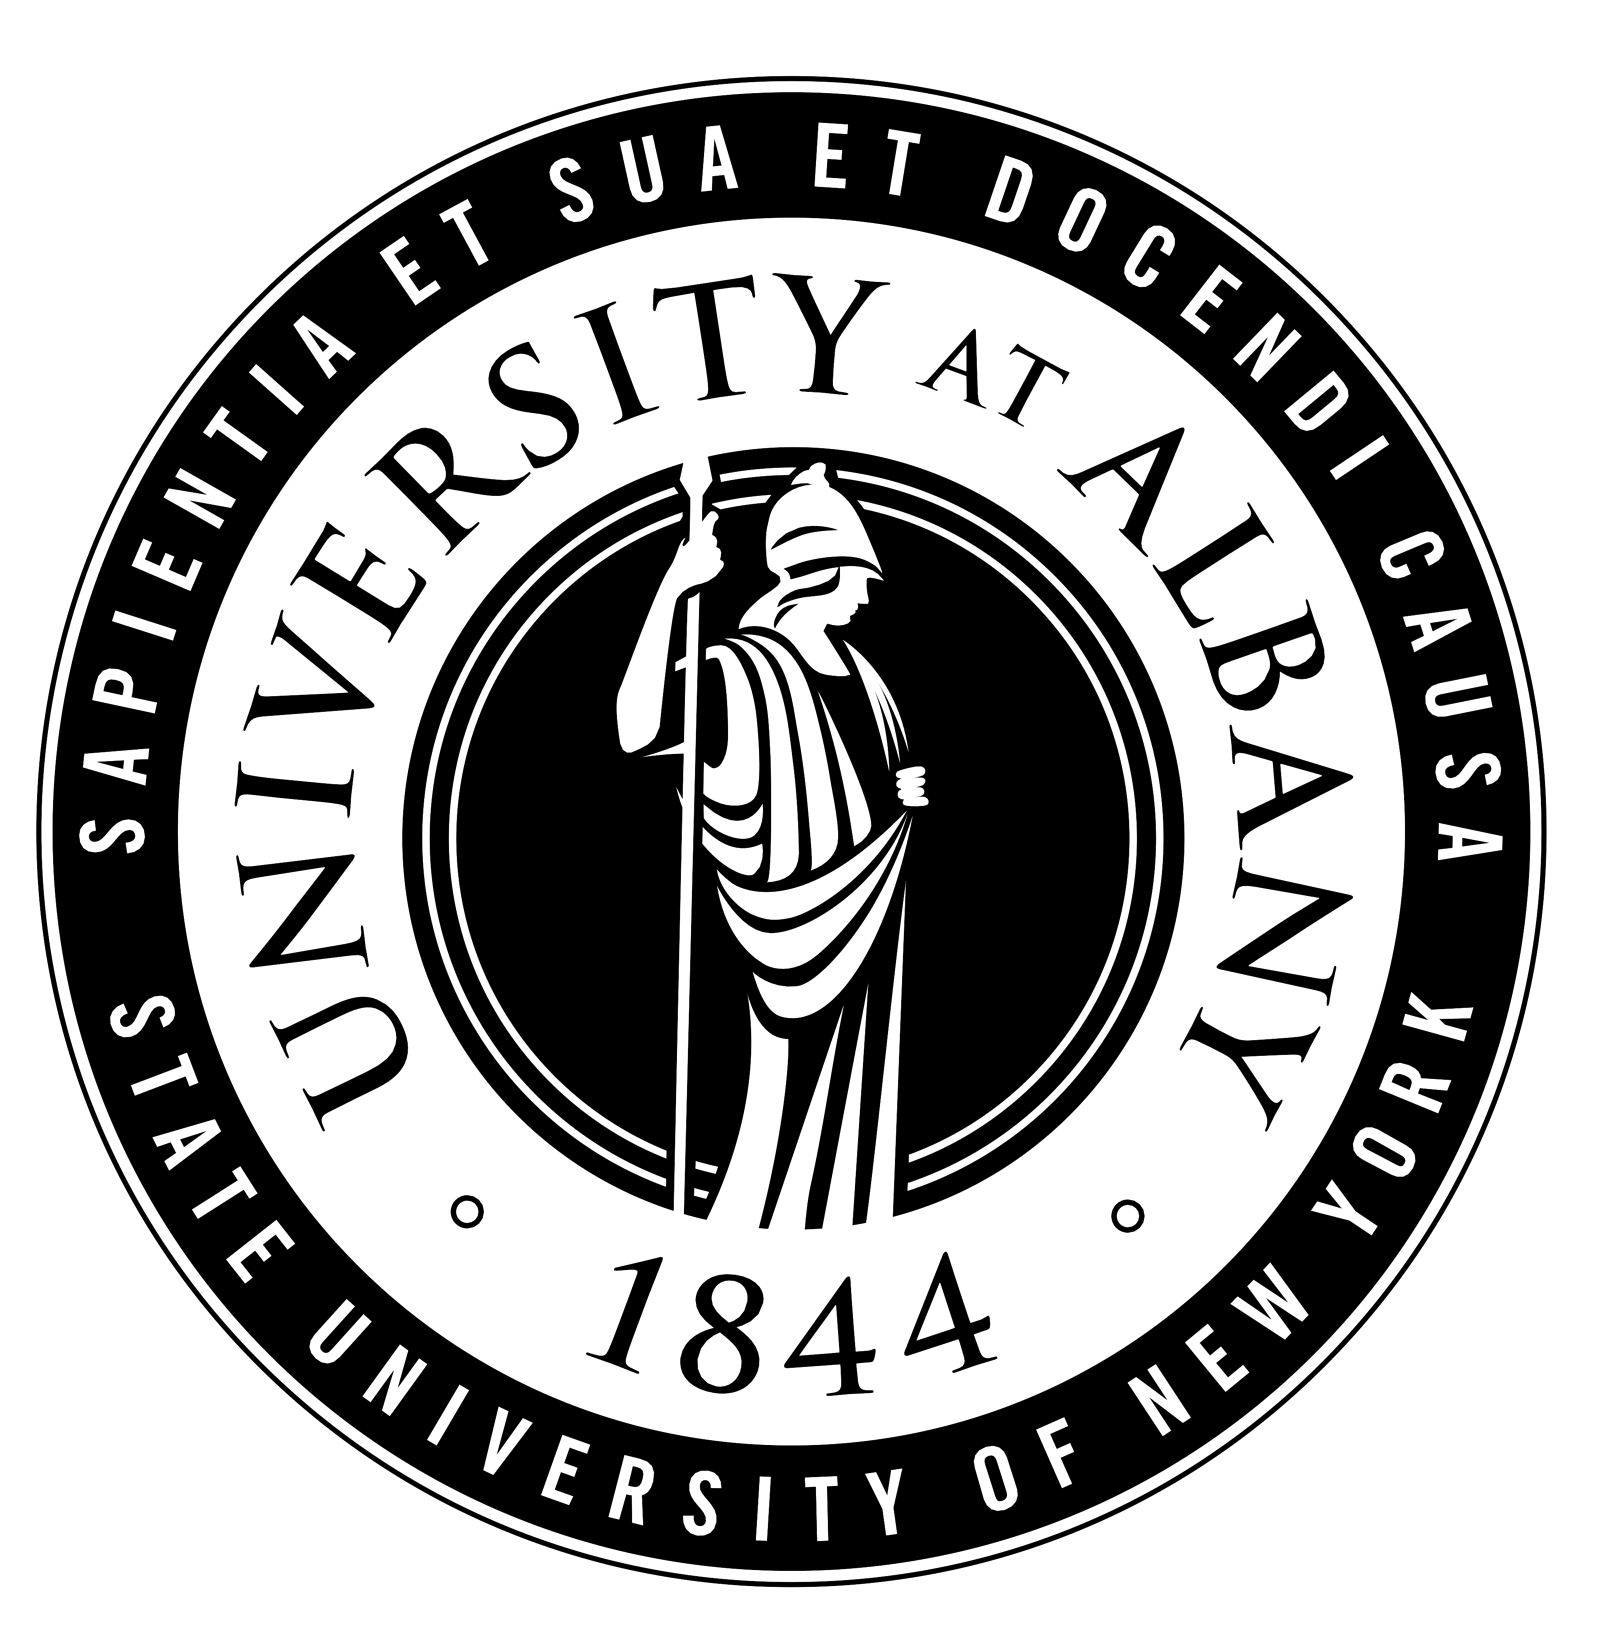 SAPIENTIA ET SUA ET DOCENDI CAUSA
UNIVERSITY AT ALBANY
1844
STATE UNIVERSITY OF NEW YORK